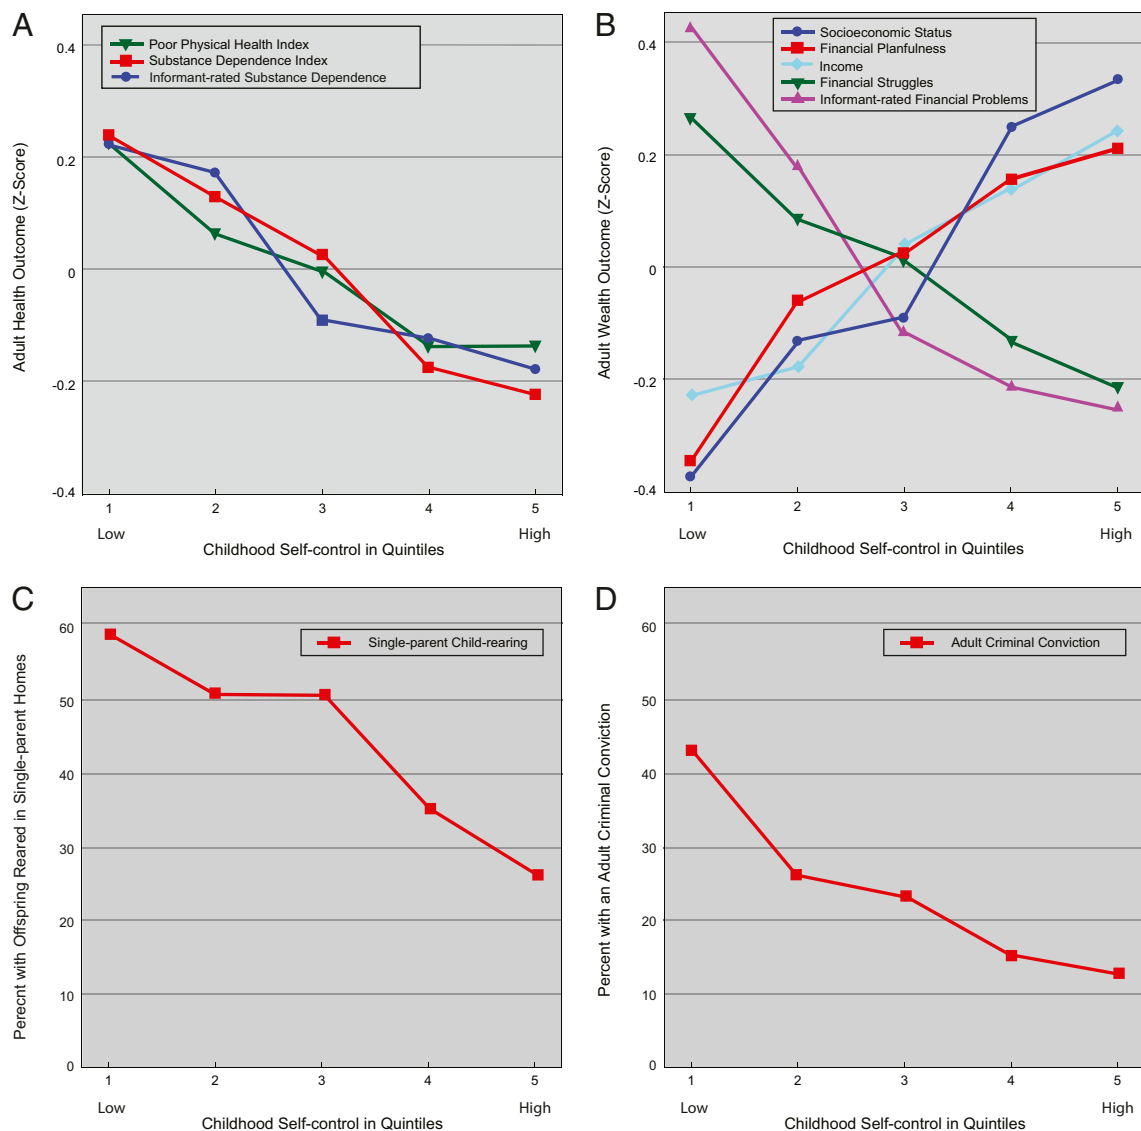 A
Poor Physical Health Index
Substance Dependence Index
Informant-rated Substance Dependence
Adult Health Outcome (Z-Score)
0.4
0.2
0
-0.2
-0.4
1 2 3 4 5
Low High
Childhood Self-control in Quintiles
B
Socioeconomic Status
Financial Planfulness
Income
Financial Struggles
Informant-rated Financial Problems
Adult Wealth Outcome (Z-Score)
0.4
0.2
0
-0.2
-0.4
1 2 3 4 5
Low High
Childhood Self-control in Quintiles
C
Single-parent Child-rearing
Perecnt with Offspring Reared in Single-parent Homes
60
50
40
30
20
10
0
1 2 3 4 5
Low High
Childhood Self-control in Quintiles
D
Adult Criminal Conviction
Percent with an Adult Criminal Conviction
60
50
40
30
20
10
0
1 2 3 4 5
Low High
Childhood Self-control in Quintiles